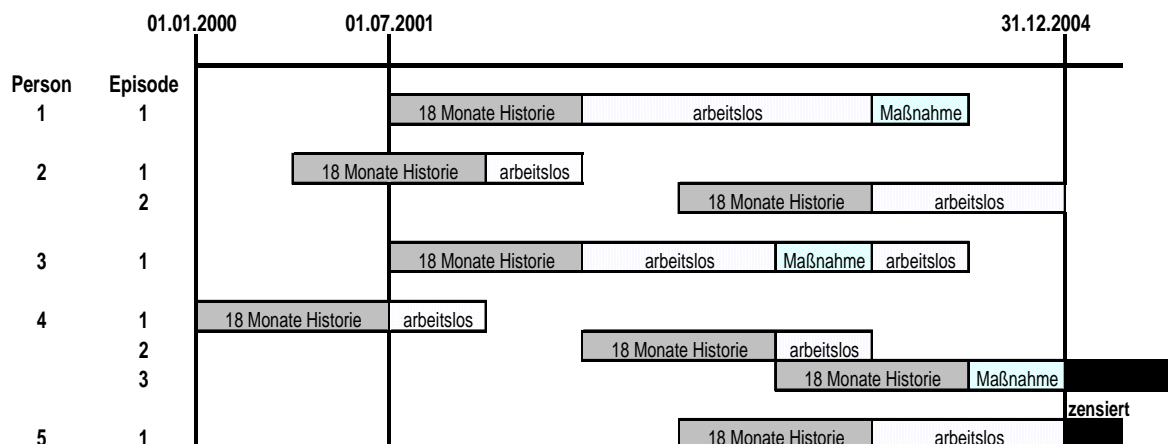 01.01.2000 01.07.2001 31.12.2004
Person Episode
1 1 18 Monate Historie arbeitslos Maßnahme
2 1 18 Monate Historie arbeitslos
2 18 Monate Historie arbeitslos
3 1 18 Monate Historie arbeitslos Maßnahme arbeitslos
4 1 18 Monate Historie arbeitslos
2 18 Monate Historie arbeitslos
3 18 Monate Historie Maßnahme
zensiert
5 1 18 Monate Historie arbeitslos